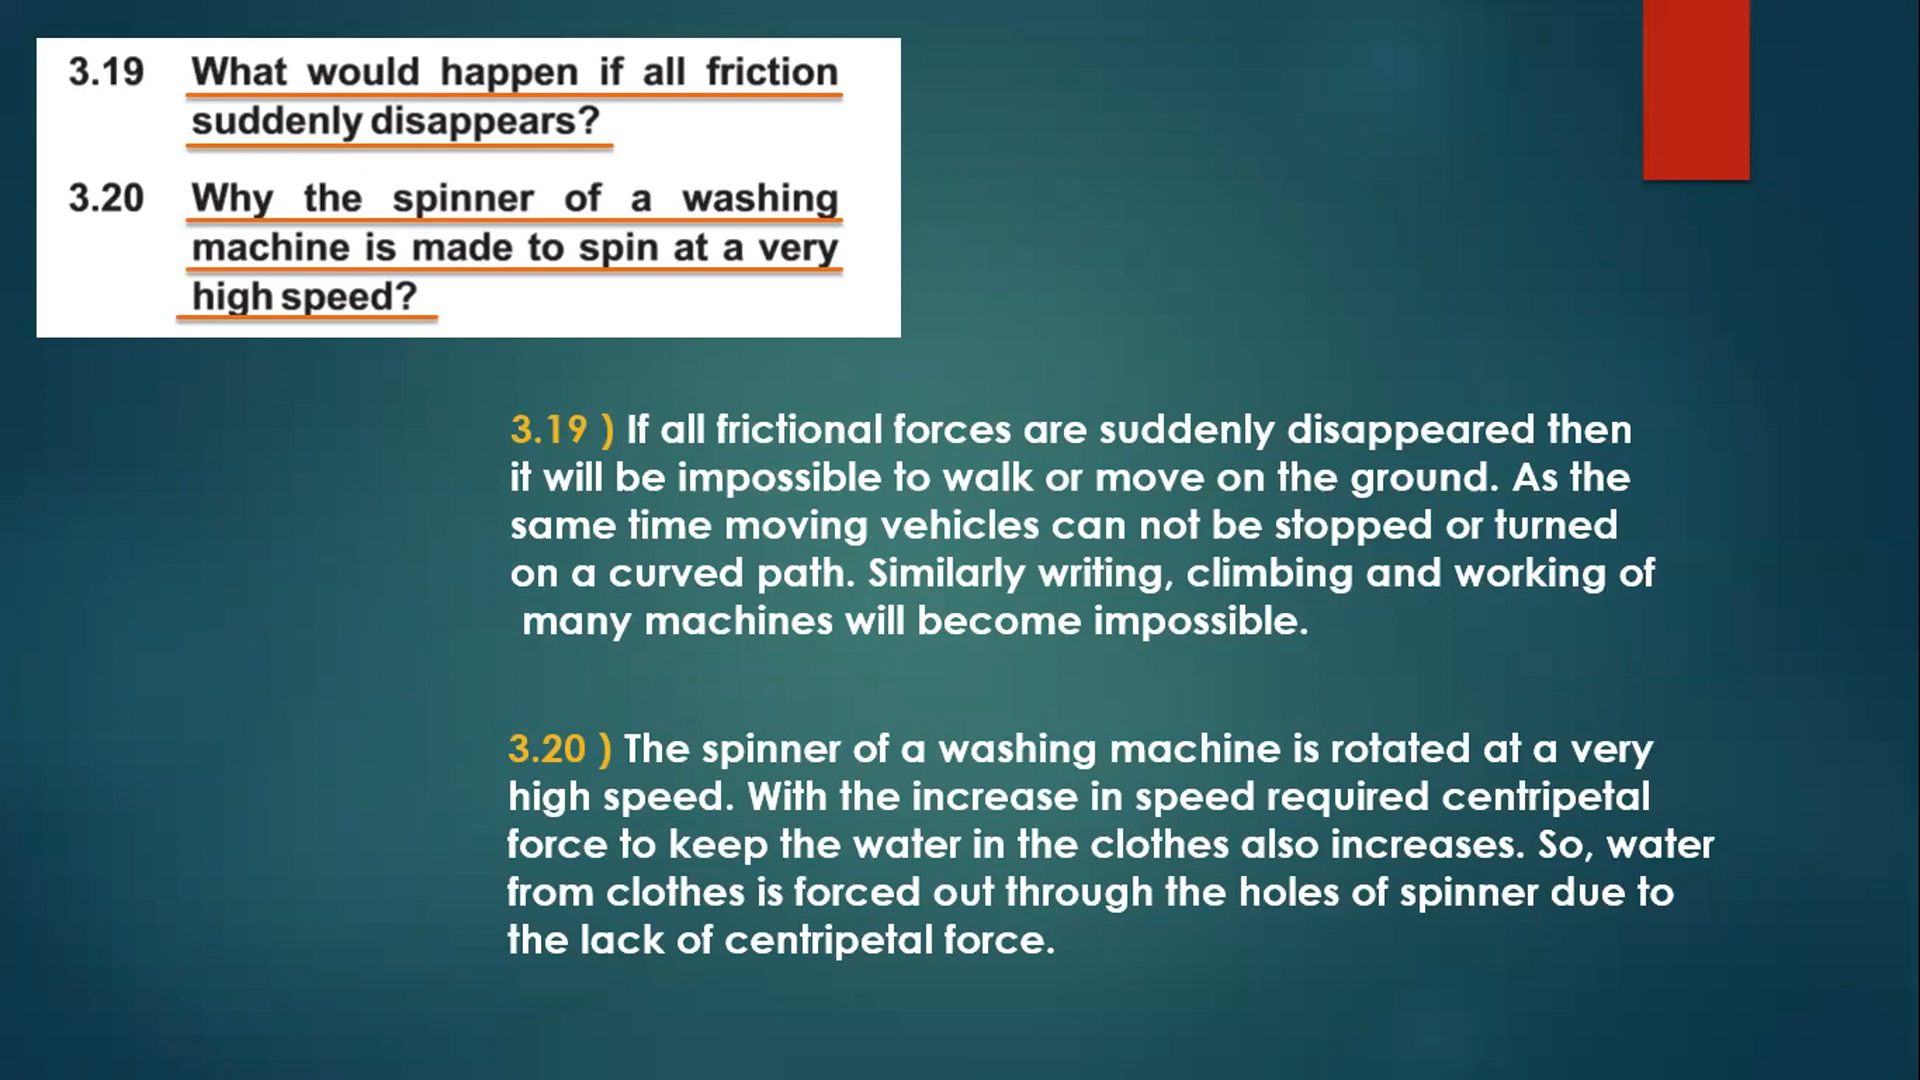 3.19 What would happen if all friction
suddenly disappears?
3.20 Why the spinner of a washing
machine is made to spin at a very
high speed?
3.19 ) If all frictional forces are suddenly disappeared then
it will be impossible to walk or move on the ground. As the
same time moving vehicles can not be stopped or turned
on a curved path. Similarly writing, climbing and working of
many machines will become impossible.
3.20 ) The spinner of a washing machine is rotated at a very
high speed. With the increase in speed required centripetal
force to keep the water in the clothes also increases. So, water
from clothes is forced out through the holes of spinner due to
the lack of centripetal force.